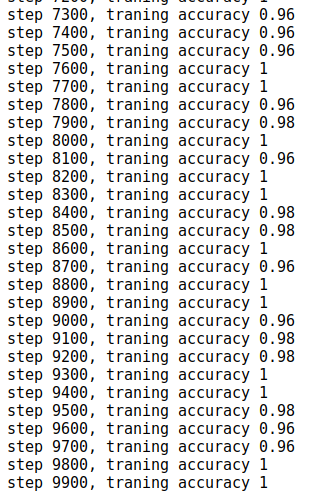 step 7200, traning accuracy 1
step 7300, traning accuracy 0.96
step 7400, traning accuracy 0.96
step 7500, traning accuracy 0.96
step 7600, traning accuracy 1
step 7700, traning accuracy 1
step 7800, traning accuracy 0.96
step 7900, traning accuracy 0.98
step 8000, traning accuracy 1
step 8100, traning accuracy 0.96
step 8200, traning accuracy 1
step 8300, traning accuracy 1
step 8400, traning accuracy 0.98
step 8500, traning accuracy 0.98
step 8600, traning accuracy 1
step 8700, traning accuracy 0.96
step 8800, traning accuracy 1
step 8900, traning accuracy 1
step 9000, traning accuracy 0.96
step 9100, traning accuracy 0.98
step 9200, traning accuracy 0.98
step 9300, traning accuracy 1
step 9400, traning accuracy 1
step 9500, traning accuracy 0.98
step 9600, traning accuracy 0.96
step 9700, traning accuracy 0.96
step 9800, traning accuracy 1
step 9900, traning accuracy 1